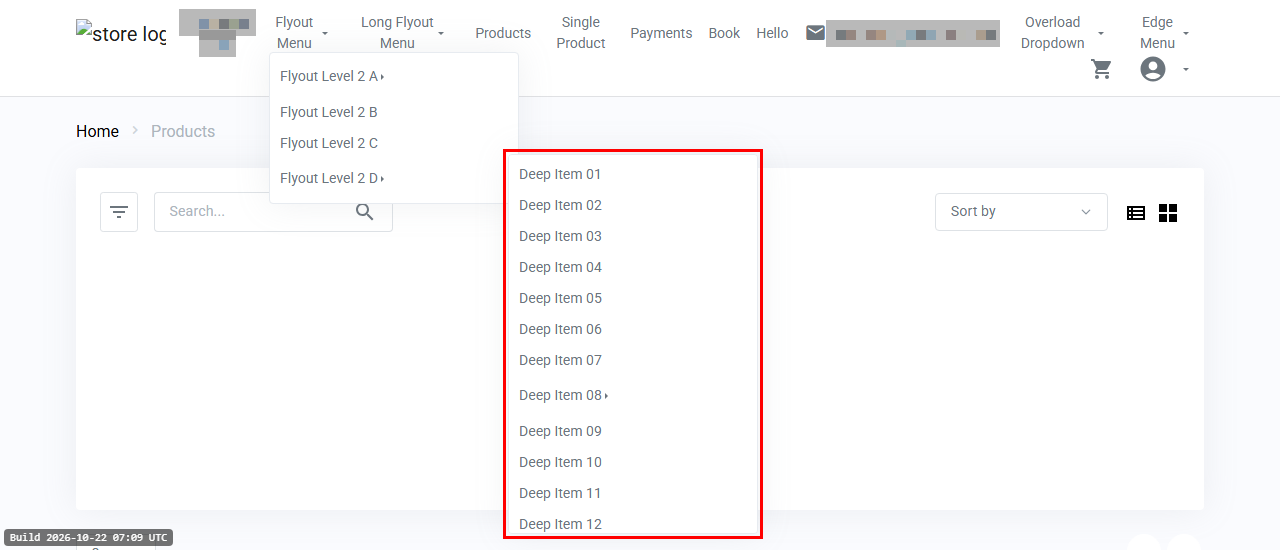 store log
Flyout
Menu
Long Flyout
Menu
Products
Single
Product
Payments
Book
Hello
Overload
Dropdown
Edge
Menu
Flyout Level 2 A
Flyout Level 2 B
Flyout Level 2 C
Flyout Level 2 D
Home
Products
Search...
Sort by
Deep Item 01
Deep Item 02
Deep Item 03
Deep Item 04
Deep Item 05
Deep Item 06
Deep Item 07
Deep Item 08
Deep Item 09
Deep Item 10
Deep Item 11
Deep Item 12
Build 2026-10-22 07:09 UTC